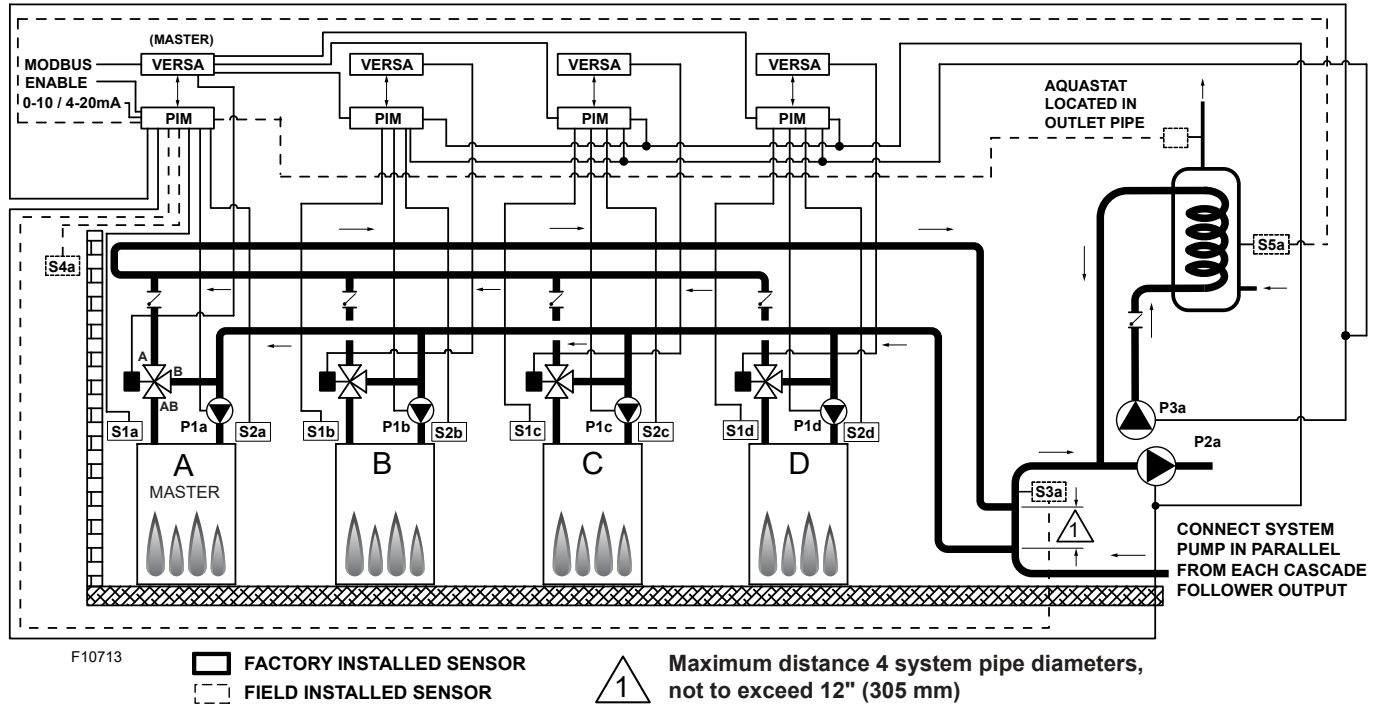 (MASTER)
MODBUS
ENABLE
0-10 / 4-20mA
VERSA
VERSA
VERSA
VERSA
PIM
PIM
PIM
PIM
AQUASTAT
LOCATED IN
OUTLET PIPE
S4a
S5a
A
B
AB
S1a
P1a
S2a
S1b
P1b
S2b
S1c
P1c
S2c
S1d
P1d
S2d
P3a
P2a
S3a
A
MASTER
B
C
D
1
CONNECT SYSTEM
PUMP IN PARALLEL
FROM EACH CASCADE
FOLLOWER OUTPUT
F10713
FACTORY INSTALLED SENSOR
FIELD INSTALLED SENSOR
1
Maximum distance 4 system pipe diameters,
not to exceed 12" (305 mm)